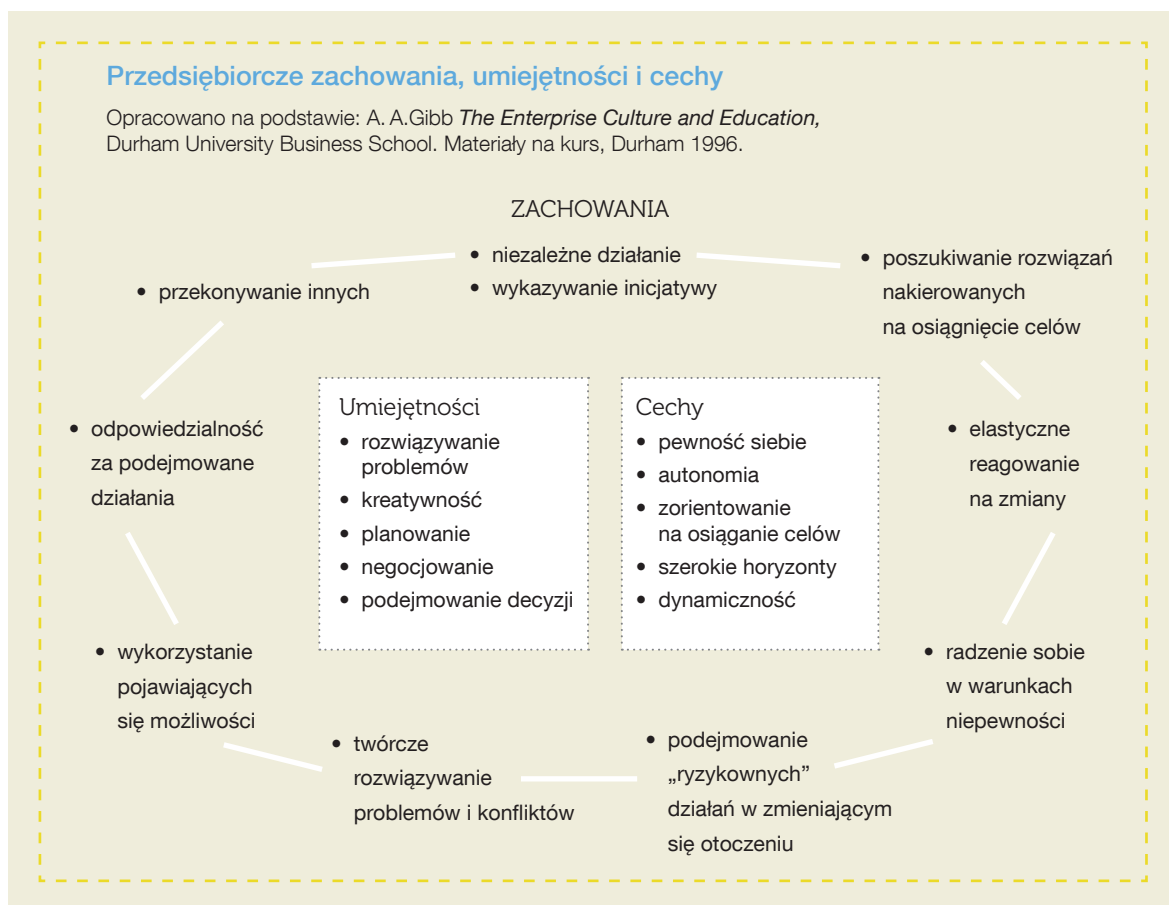 Przedsiębiorcze zachowania, umiejętności i cechy
Opracowano na podstawie: A. A.Gibb The Enterprise Culture and Education,
Durham University Business School. Materiały na kurs, Durham 1996.
ZACHOWANIA
• niezależne działanie
• wykazywanie inicjatywy
• poszukiwanie rozwiązań
nakierowanych
na osiągnięcie celów
• elastyczne
reagowanie
na zmiany
• radzenie sobie
w warunkach
niepewności
• podejmowanie
„ryzykownych”
działań w zmieniającym
się otoczeniu
• twórcze
rozwiązywanie
problemów i konfliktów
• wykorzystanie
pojawiających
się możliwości
• odpowiedzialność
za podejmowane
działania
• przekonywanie innych
Umiejętności
• rozwiązywanie
problemów
• kreatywność
• planowanie
• negocjowanie
• podejmowanie decyzji
Cechy
• pewność siebie
• autonomia
• zorientowanie
na osiąganie celów
• szerokie horyzonty
• dynamiczność